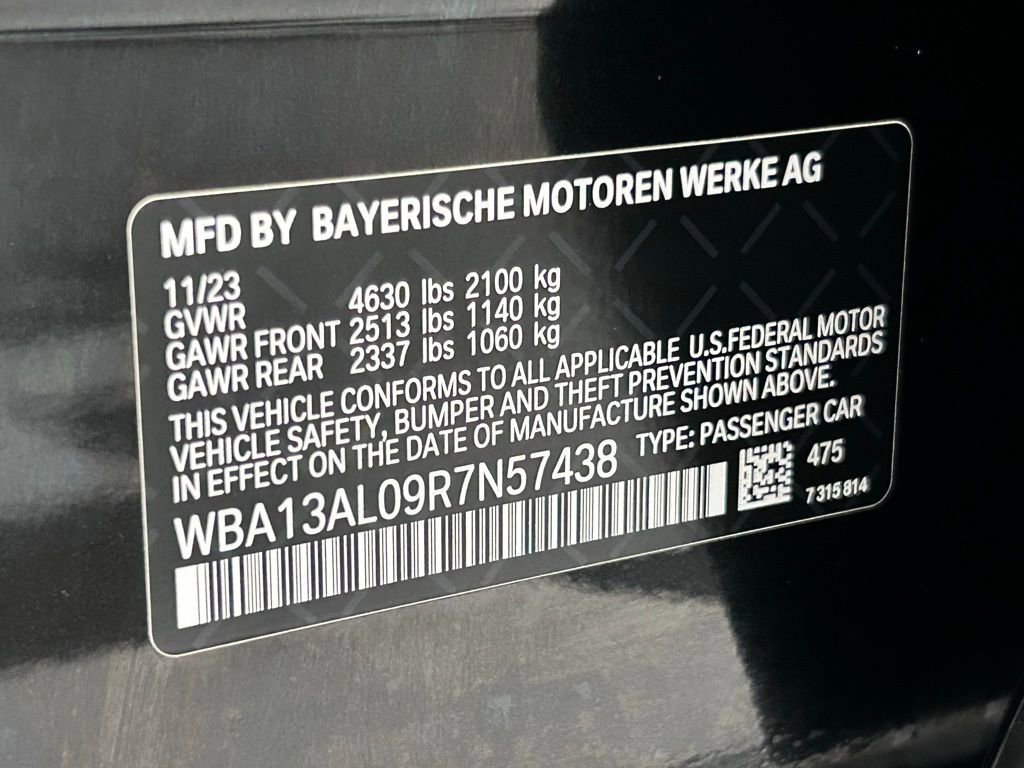 MFD BY BAYERISCHE MOTOREN WERKE AG
11/23
GVWR 4630 lbs 2100 kg
GAWR FRONT 2513 lbs 1140 kg
GAWR REAR 2337 lbs 1060 kg
THIS VEHICLE CONFORMS TO ALL APPLICABLE U.S.FEDERAL MOTOR
VEHICLE SAFETY, BUMPER AND THEFT PREVENTION STANDARDS
IN EFFECT ON THE DATE OF MANUFACTURE SHOWN ABOVE.
WBA13AL09R7N57438 TYPE: PASSENGER CAR
475
7 315 814